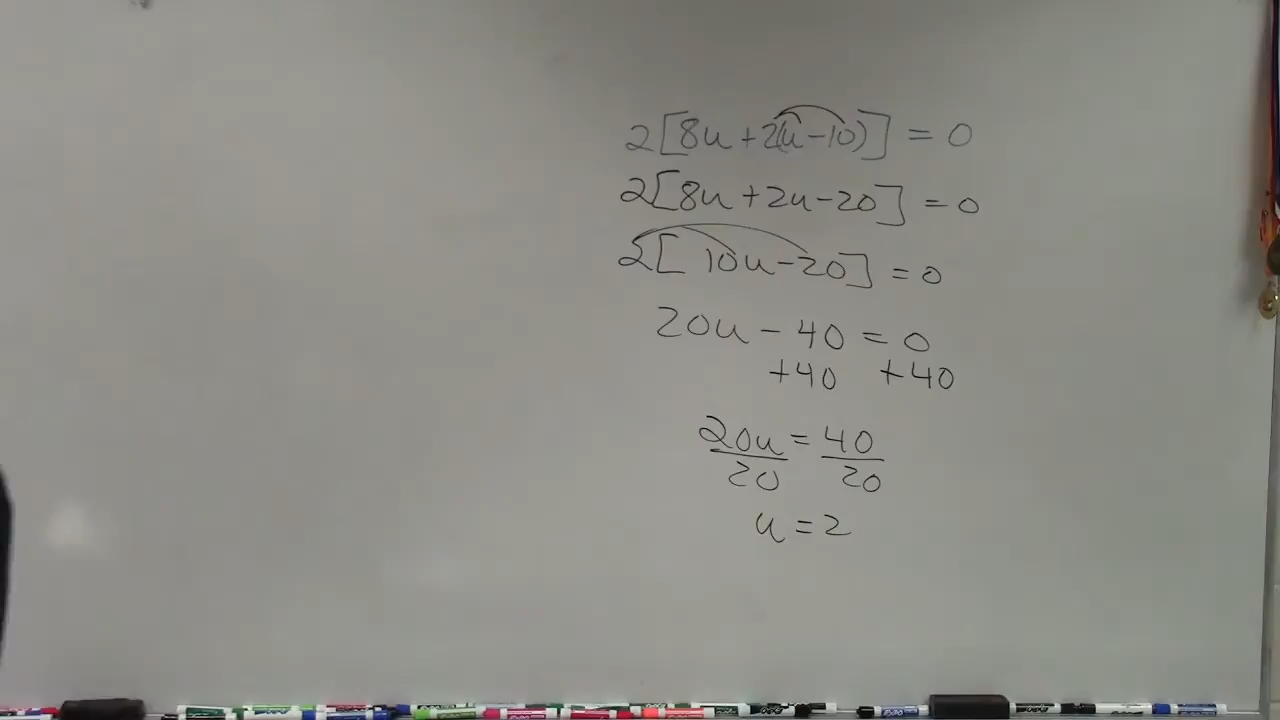 2[8u+2(u-10)] = 0
2[8u+2u-20] = 0
2[ 10u-20] = 0
20u - 40 = 0
+40 +40
20u = 40
20 20
u = 2